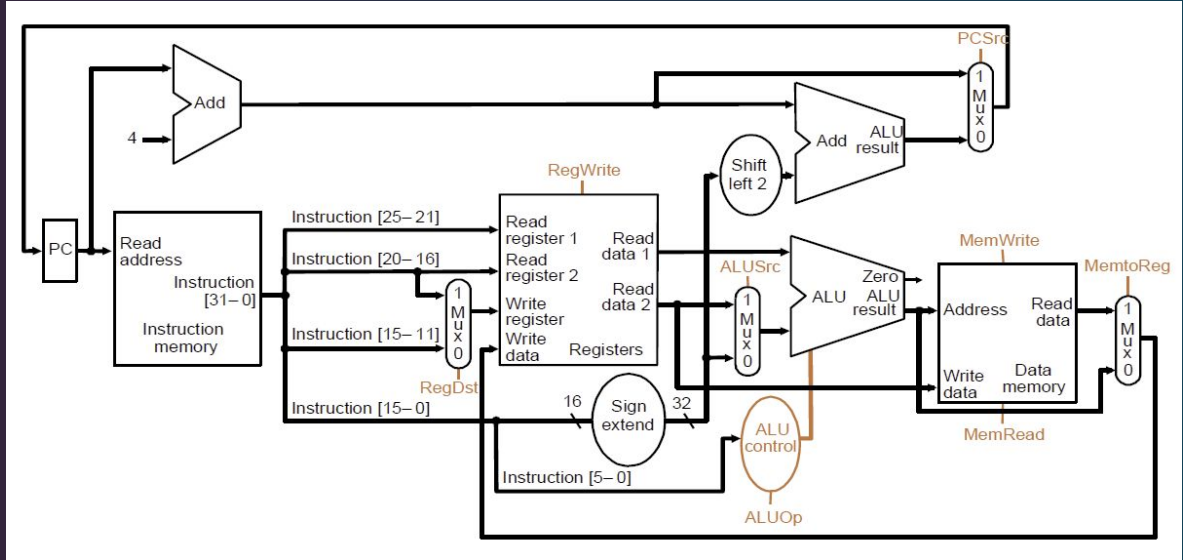 PCSrc
1
M
u
x
0
Add
4
Add
ALU
result
Shift
left 2
RegWrite
PC
Read
address
Instruction
[31–0]
Instruction
memory
Instruction [25–21]
Instruction [20–16]
Instruction [15–11]
Instruction [15–0]
Instruction [5–0]
1
M
u
x
0
RegDst
Read
register 1
Read
register 2
Write
register
Write
data
Read
data 1
Read
data 2
Registers
16
Sign
extend
32
ALUSrc
1
M
u
x
0
Zero
ALU
ALU
result
ALU
control
ALUOp
MemWrite
Address
Read
data
Write
data
Data
memory
MemRead
MemtoReg
1
M
u
x
0